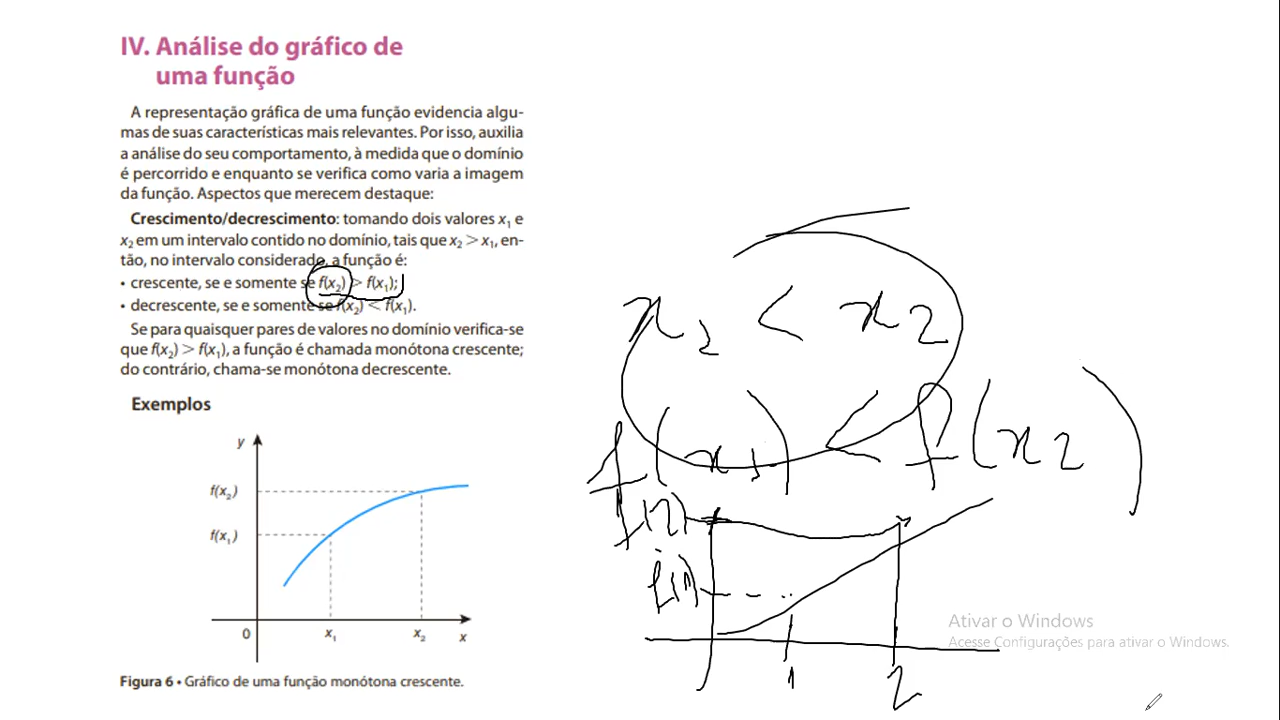 IV. Análise do gráfico de
uma função
A representação gráfica de uma função evidencia algu-
mas de suas características mais relevantes. Por isso, auxilia
a análise do seu comportamento, à medida que o domínio
é percorrido e enquanto se verifica como varia a imagem
da função. Aspectos que merecem destaque:
Crescimento/decrescimento: tomando dois valores x₁ e
x₂ em um intervalo contido no domínio, tais que x₂ > x₁, en-
tão, no intervalo considerado, a função é:
• crescente, se e somente se f(x₂) > f(x₁);
• decrescente, se e somente se f(x₂) < f(x₁).
Se para quaisquer pares de valores no domínio verifica-se
que f(x₂) > f(x₁), a função é chamada monótona crescente;
do contrário, chama-se monótona decrescente.
Exemplos
y
f(x₂)
f(x₁)
0
x₁
x₂
x
Figura 6 • Gráfico de uma função monótona crescente.
x₂ < x2
f(x₁) < f(x2)
f(2)
f(1)
1
2
Ativar o Windows
Acesse Configurações para ativar o Windows.